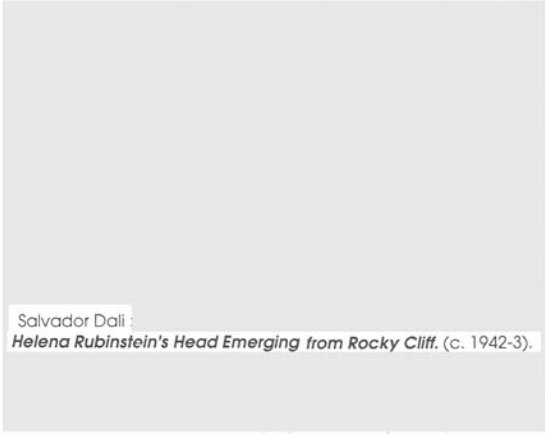 Salvador Dali :
Helena Rubinstein's Head Emerging from Rocky Cliff. (c. 1942-3).